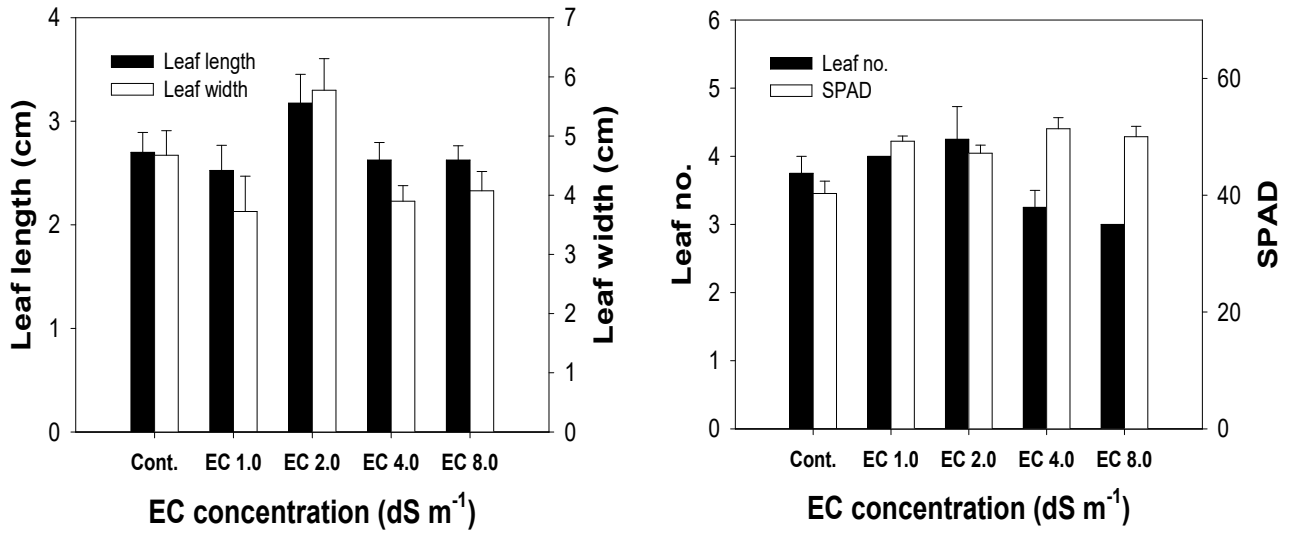 4
3
2
1
0
Leaf length (cm)
Leaf length
Leaf width
7
6
5
4
3
2
1
0
Leaf width (cm)
Cont. EC 1.0 EC 2.0 EC 4.0 EC 8.0
EC concentration (dS m⁻¹)
6
5
4
3
2
1
0
Leaf no.
Leaf no.
SPAD
60
40
20
0
SPAD
Cont. EC 1.0 EC 2.0 EC 4.0 EC 8.0
EC concentration (dS m⁻¹)